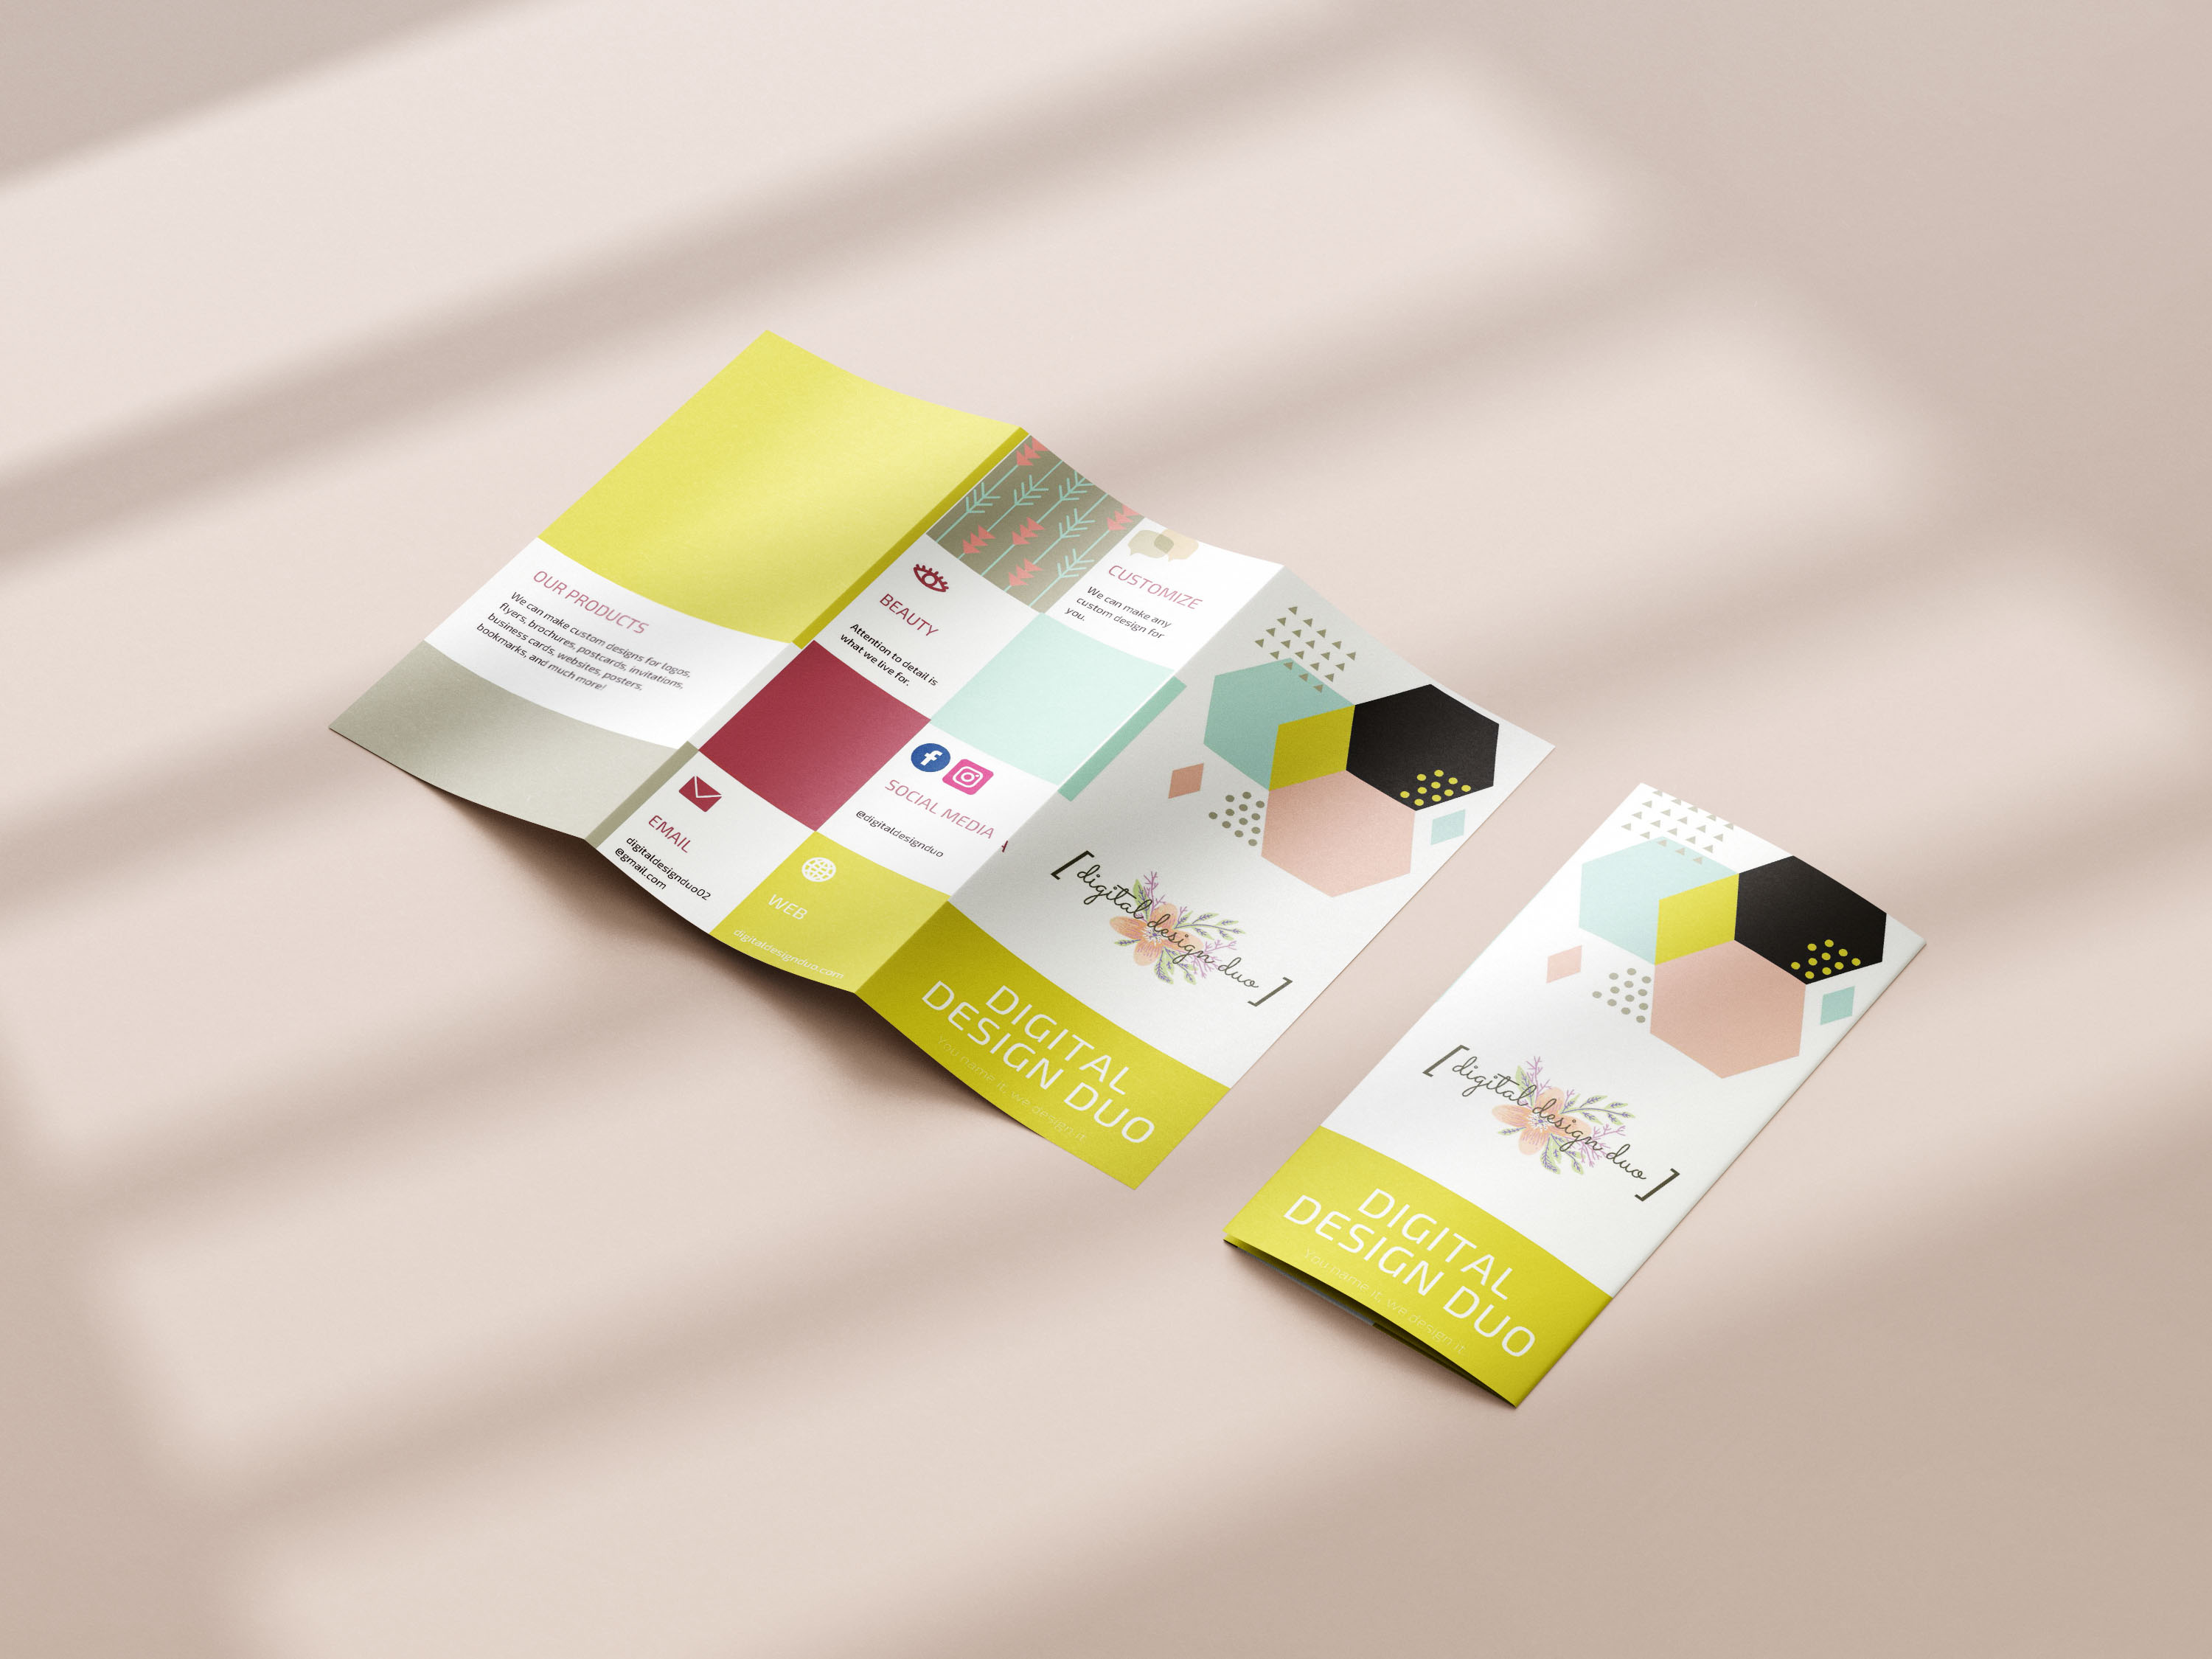 OUR PRODUCTS
We can make custom designs for logos,
flyers, brochures, postcards, invitations,
business cards, websites, posters,
bookmarks, and much more!
BEAUTY
Attention to detail is
what we live for.
CUSTOMIZE
We can make any
custom design for
you.
EMAIL
digitaldesignduo02
@gmail.com
SOCIAL MEDIA
@digitaldesignduo
WEB
digitaldesignduo.com
[ digital design duo ]
DIGITAL
DESIGN DUO
You name it, we design it.
[ digital design duo ]
DIGITAL
DESIGN DUO
You name it, we design it.